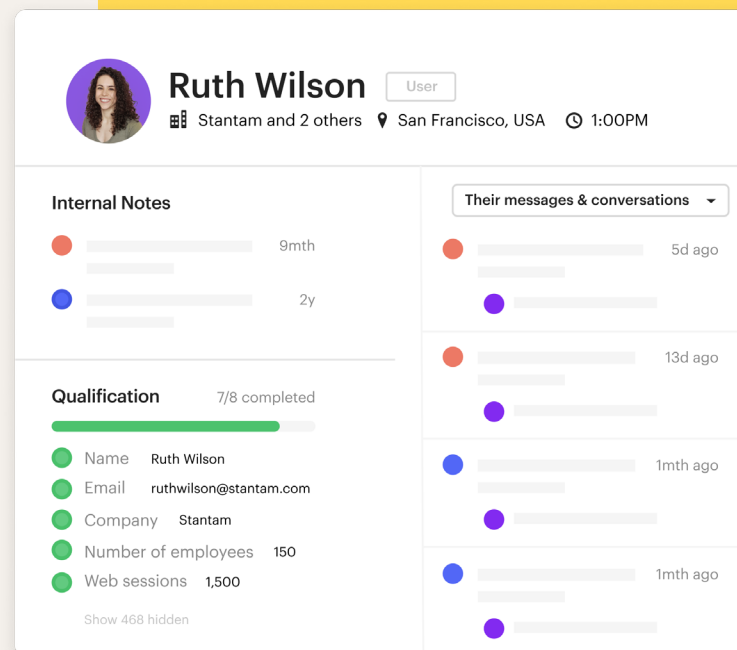 Ruth Wilson User
Stantam and 2 others San Francisco, USA 1:00PM
Internal Notes
9mth
2y
Qualification 7/8 completed
Name Ruth Wilson
Email ruthwilson@stantam.com
Company Stantam
Number of employees 150
Web sessions 1,500
Show 468 hidden
Their messages & conversations
5d ago
13d ago
1mth ago
1mth ago